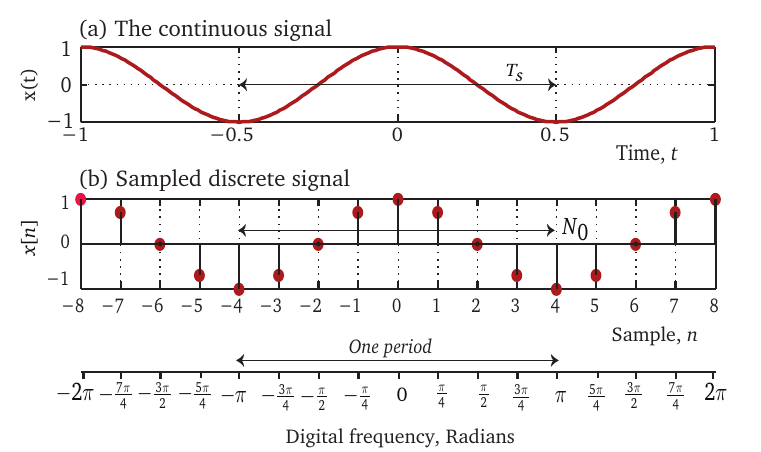 (a) The continuous signal
1
x(t)
0
T_s
−1
−1 −0.5 0 0.5 1
Time, t
(b) Sampled discrete signal
1
x[n]
0
N_0
−1
−8 −7 −6 −5 −4 −3 −2 −1 0 1 2 3 4 5 6 7 8
Sample, n
One period
−2π −7π/4 −3π/2 −5π/4 −π −3π/4 −π/2 −π/4 0 π/4 π/2 3π/4 π 5π/4 3π/2 7π/4 2π
Digital frequency, Radians